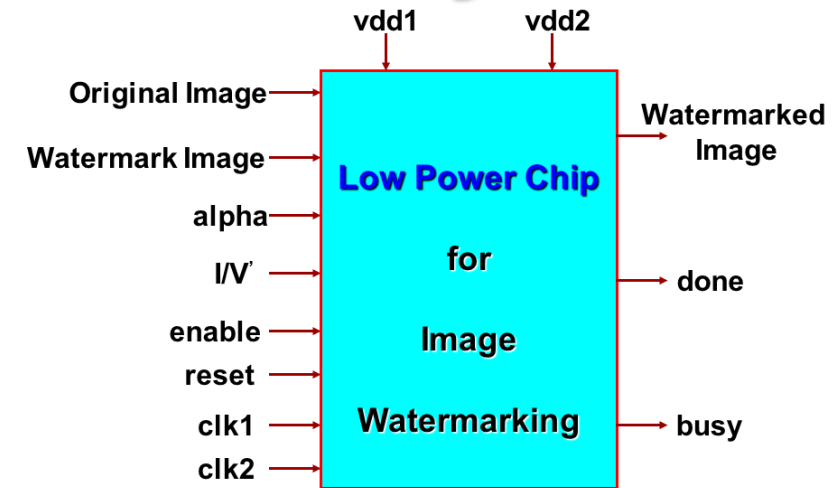 vdd1 vdd2
Original Image
Watermark Image
alpha
I/V’
enable
reset
clk1
clk2
Low Power Chip
for
Image
Watermarking
Watermarked
Image
done
busy